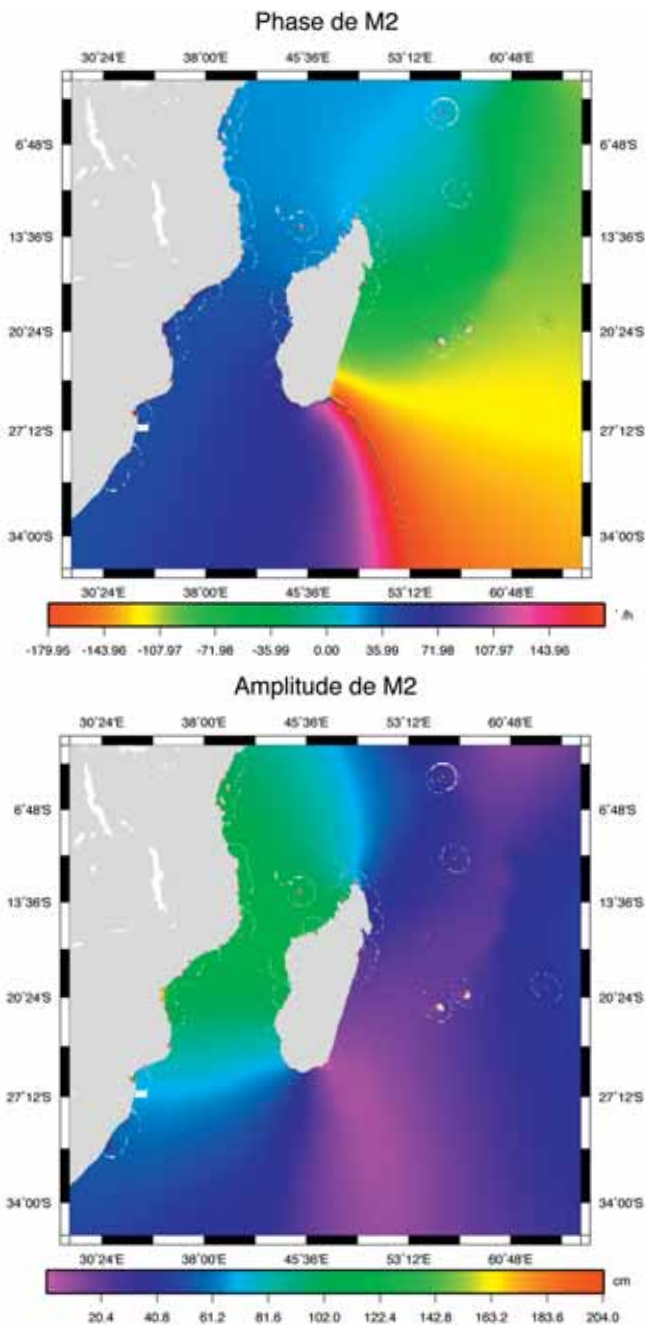 Phase de M2
30˚24'E 38˚00'E 45˚36'E 53˚12'E 60˚48'E
6˚48'S 6˚48'S
13˚36'S 13˚36'S
20˚24'S 20˚24'S
27˚12'S 27˚12'S
34˚00'S 34˚00'S
30˚24'E 38˚00'E 45˚36'E 53˚12'E 60˚48'E
˚/h
-179.95 -143.96 -107.97 -71.98 -35.99 0.00 35.99 71.98 107.97 143.96
Amplitude de M2
30˚24'E 38˚00'E 45˚36'E 53˚12'E 60˚48'E
6˚48'S 6˚48'S
13˚36'S 13˚36'S
20˚24'S 20˚24'S
27˚12'S 27˚12'S
34˚00'S 34˚00'S
30˚24'E 38˚00'E 45˚36'E 53˚12'E 60˚48'E
cm
20.4 40.8 61.2 81.6 102.0 122.4 142.8 163.2 183.6 204.0